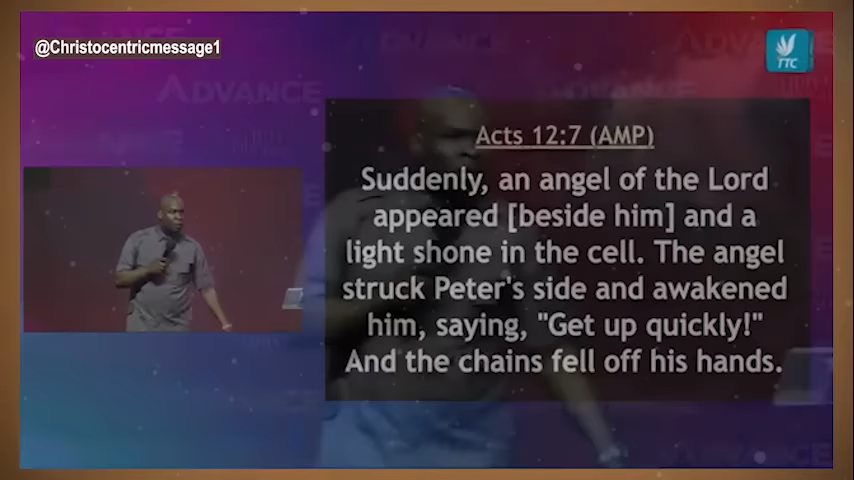 @Christocentricmessage1
TTC
ADVANCE
Acts 12:7 (AMP)
Suddenly, an angel of the Lord
appeared [beside him] and a
light shone in the cell. The angel
struck Peter's side and awakened
him, saying, "Get up quickly!"
And the chains fell off his hands.